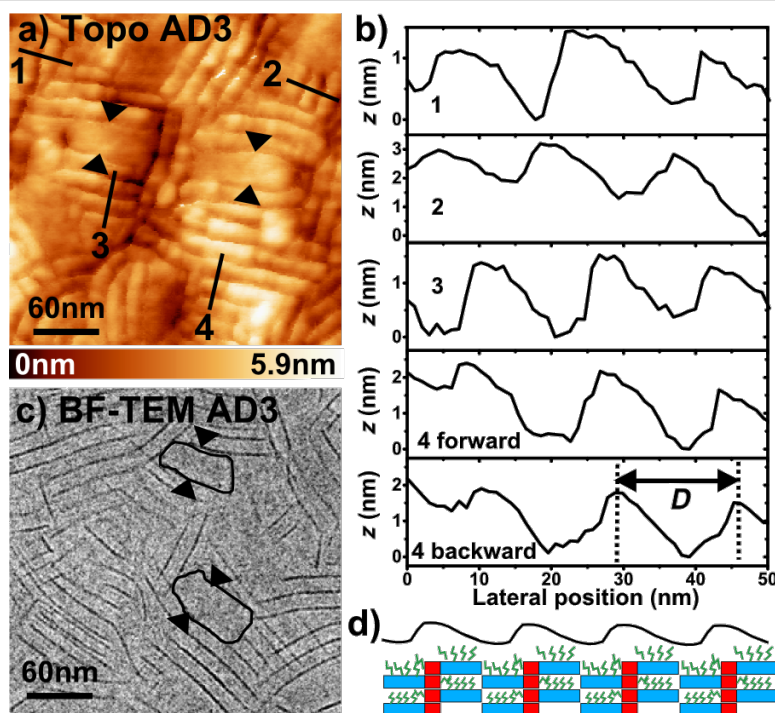 a) Topo AD3
1
2
3
4
60nm
0nm 5.9nm
b)
z (nm)
1
0
1
z (nm)
3
2
1
0
2
z (nm)
1
0
3
z (nm)
2
1
0
4 forward
z (nm)
2
1
0
4 backward
D
0 10 20 30 40 50
Lateral position (nm)
c) BF-TEM AD3
60nm
d)